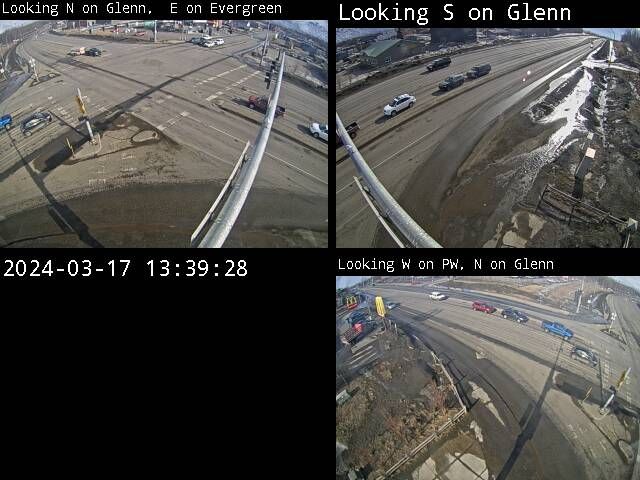 Looking N on Glenn,  E on Evergreen
Looking S on Glenn
2024-03-17 13:39:28
Looking W on PW, N on Glenn